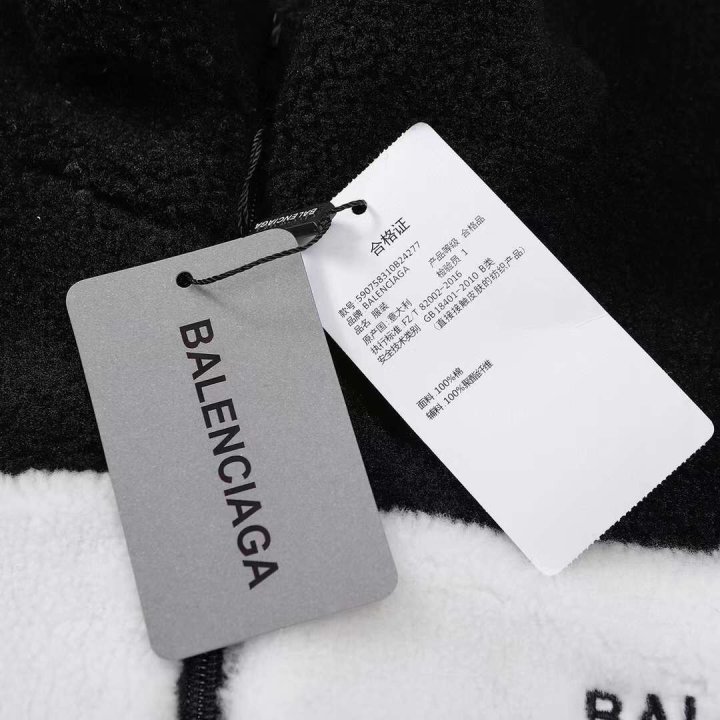 BALENCIAGA
合格证
款号 590758310B24277
品牌 BALENCIAGA 产品等级 合格品
品名 服装 检验员 1
原产国 意大利
执行标准 FZ-T 82002-2016
安全技术类别 GB 18401-2010 B类
(直接接触皮肤的纺织产品)
面料 100%棉
辅料 100%聚酯纤维
BALENCIAGA
BAL